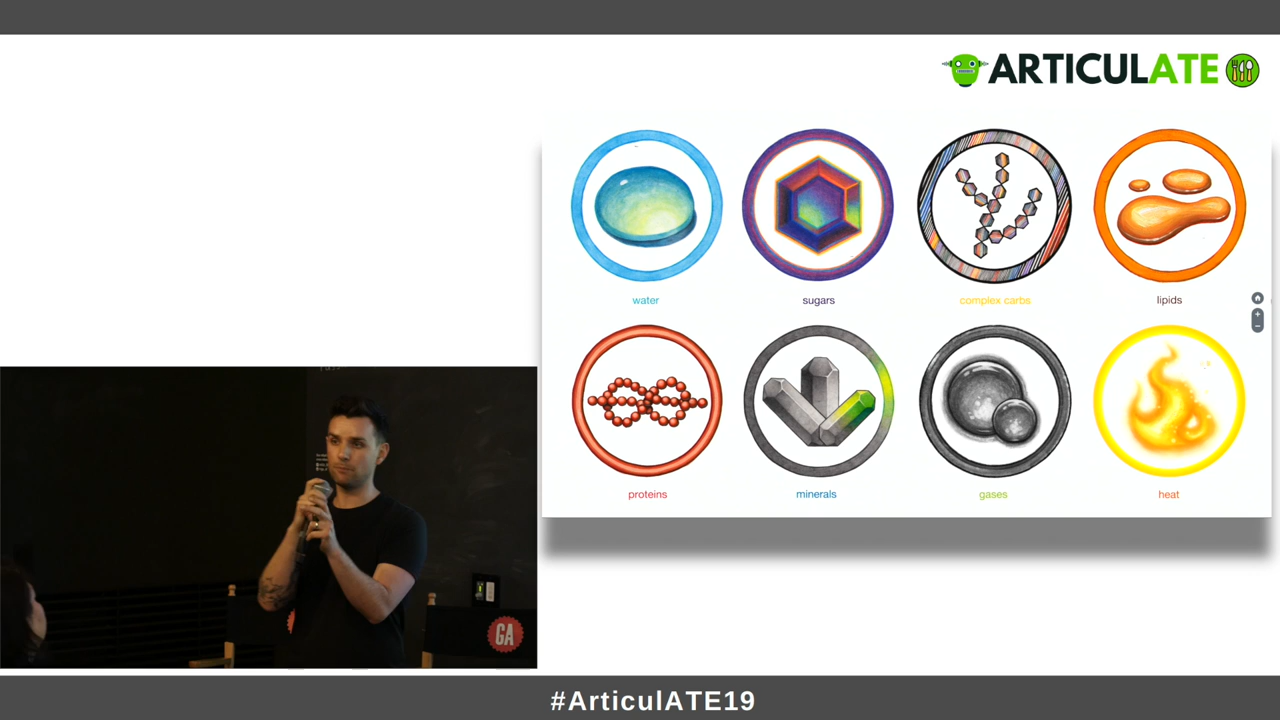 ARTICULATE
water
sugars
complex carbs
lipids
proteins
minerals
gases
heat
GA
#ArticulATE19